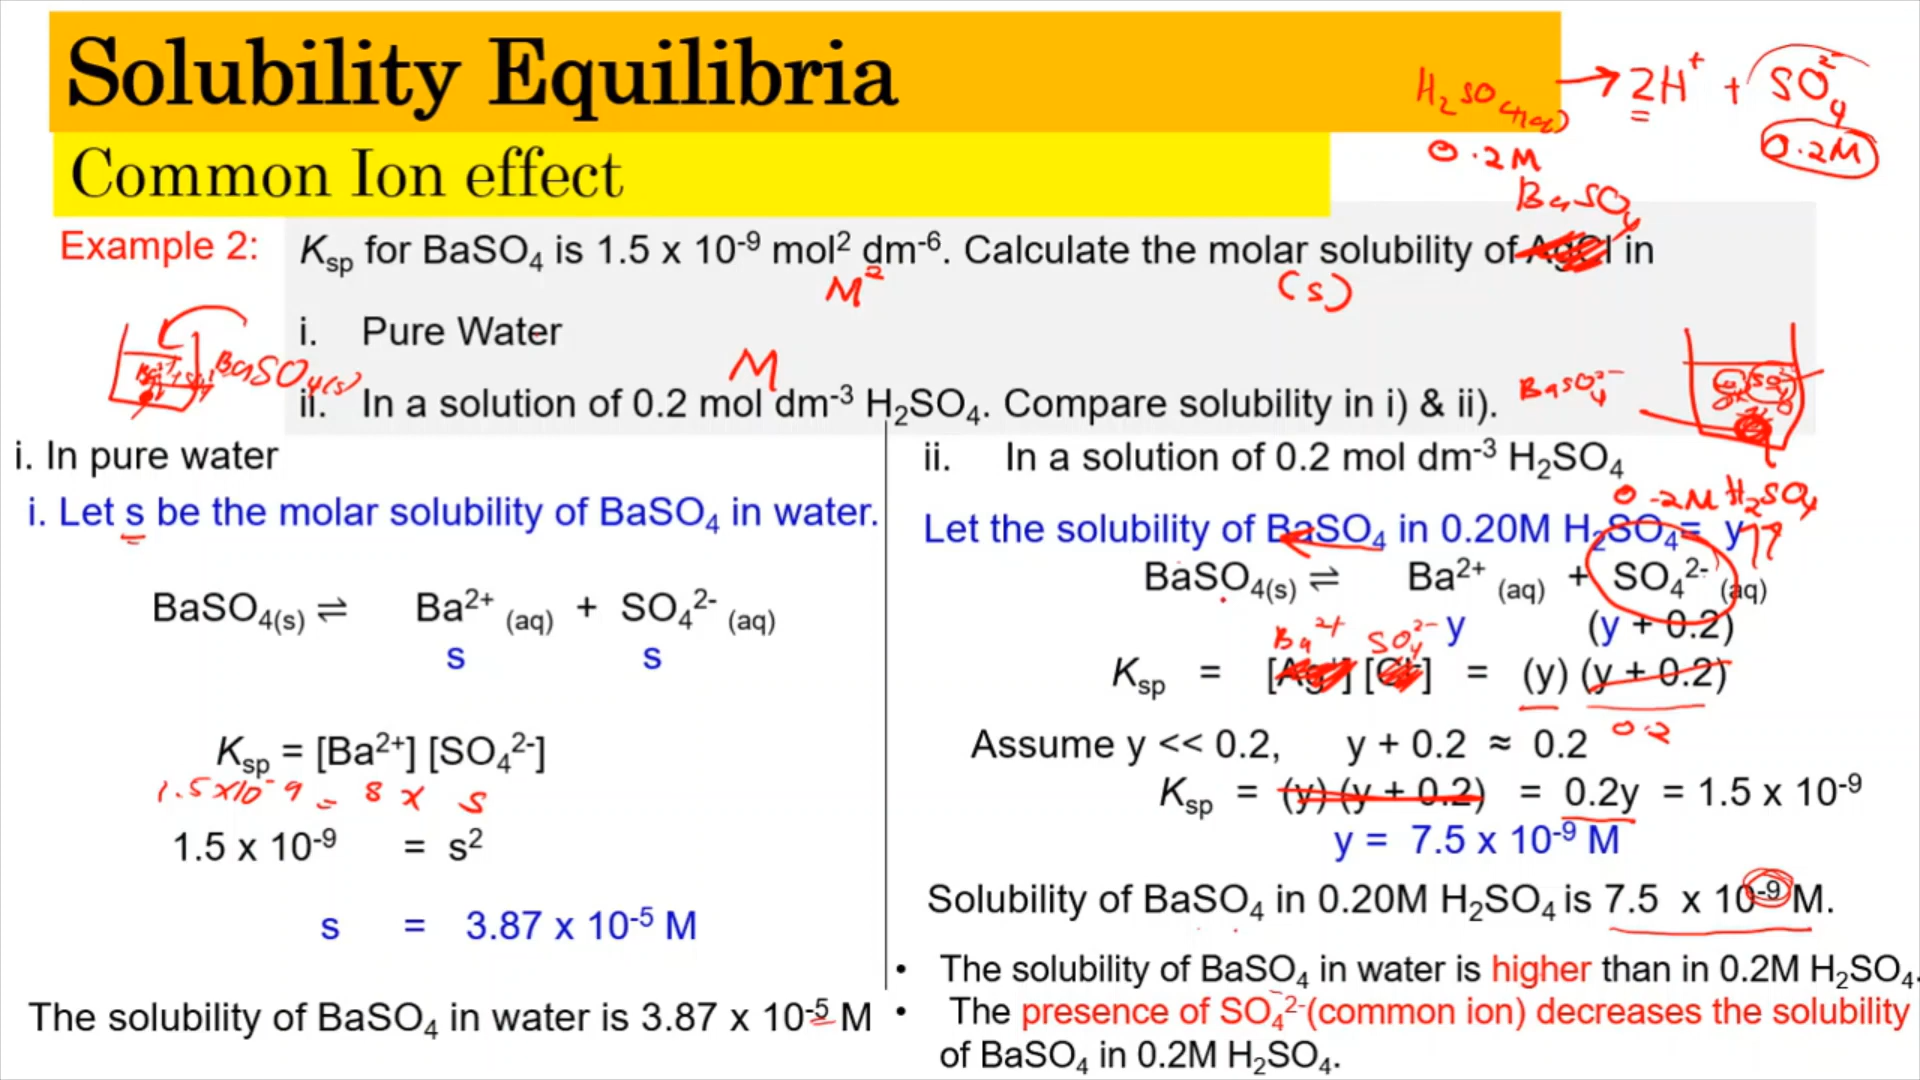 Solubility Equilibria
H₂SO₄(aq) → 2H⁺ + SO₄²⁻
0.2M 0.2M
Common Ion effect
BaSO₄
Example 2: Ksp for BaSO₄ is 1.5 x 10⁻⁹ mol² dm⁻⁶. Calculate the molar solubility of AgCl in
M² (s)
i. Pure Water
M
BaSO₄(s)
ii. In a solution of 0.2 mol dm⁻³ H₂SO₄. Compare solubility in i) & ii).
BaSO₄²⁻
i. In pure water
i. Let s be the molar solubility of BaSO₄ in water.
BaSO₄(s) ⇌ Ba²⁺ (aq) + SO₄²⁻ (aq)
s s
Ksp = [Ba²⁺] [SO₄²⁻]
1.5 x 10⁻⁹ = s x s
1.5 x 10⁻⁹ = s²
s = 3.87 x 10⁻⁵ M
The solubility of BaSO₄ in water is 3.87 x 10⁻⁵ M
ii. In a solution of 0.2 mol dm⁻³ H₂SO₄
0.2M H₂SO₄
Let the solubility of BaSO₄ in 0.20M H₂SO₄= y
BaSO₄(s) ⇌ Ba²⁺ (aq) + SO₄²⁻ (aq)
y (y + 0.2)
Ba²⁺ SO₄²⁻
Ksp = [Ag⁺] [Cl⁻] = (y) (y + 0.2)
0.2
Assume y << 0.2, y + 0.2 ≈ 0.2
Ksp = (y) (y + 0.2) = 0.2y = 1.5 x 10⁻⁹
y = 7.5 x 10⁻⁹ M
Solubility of BaSO₄ in 0.20M H₂SO₄ is 7.5 x 10⁻⁹ M.
• The solubility of BaSO₄ in water is higher than in 0.2M H₂SO₄.
• The presence of SO₄²⁻(common ion) decreases the solubility
of BaSO₄ in 0.2M H₂SO₄.